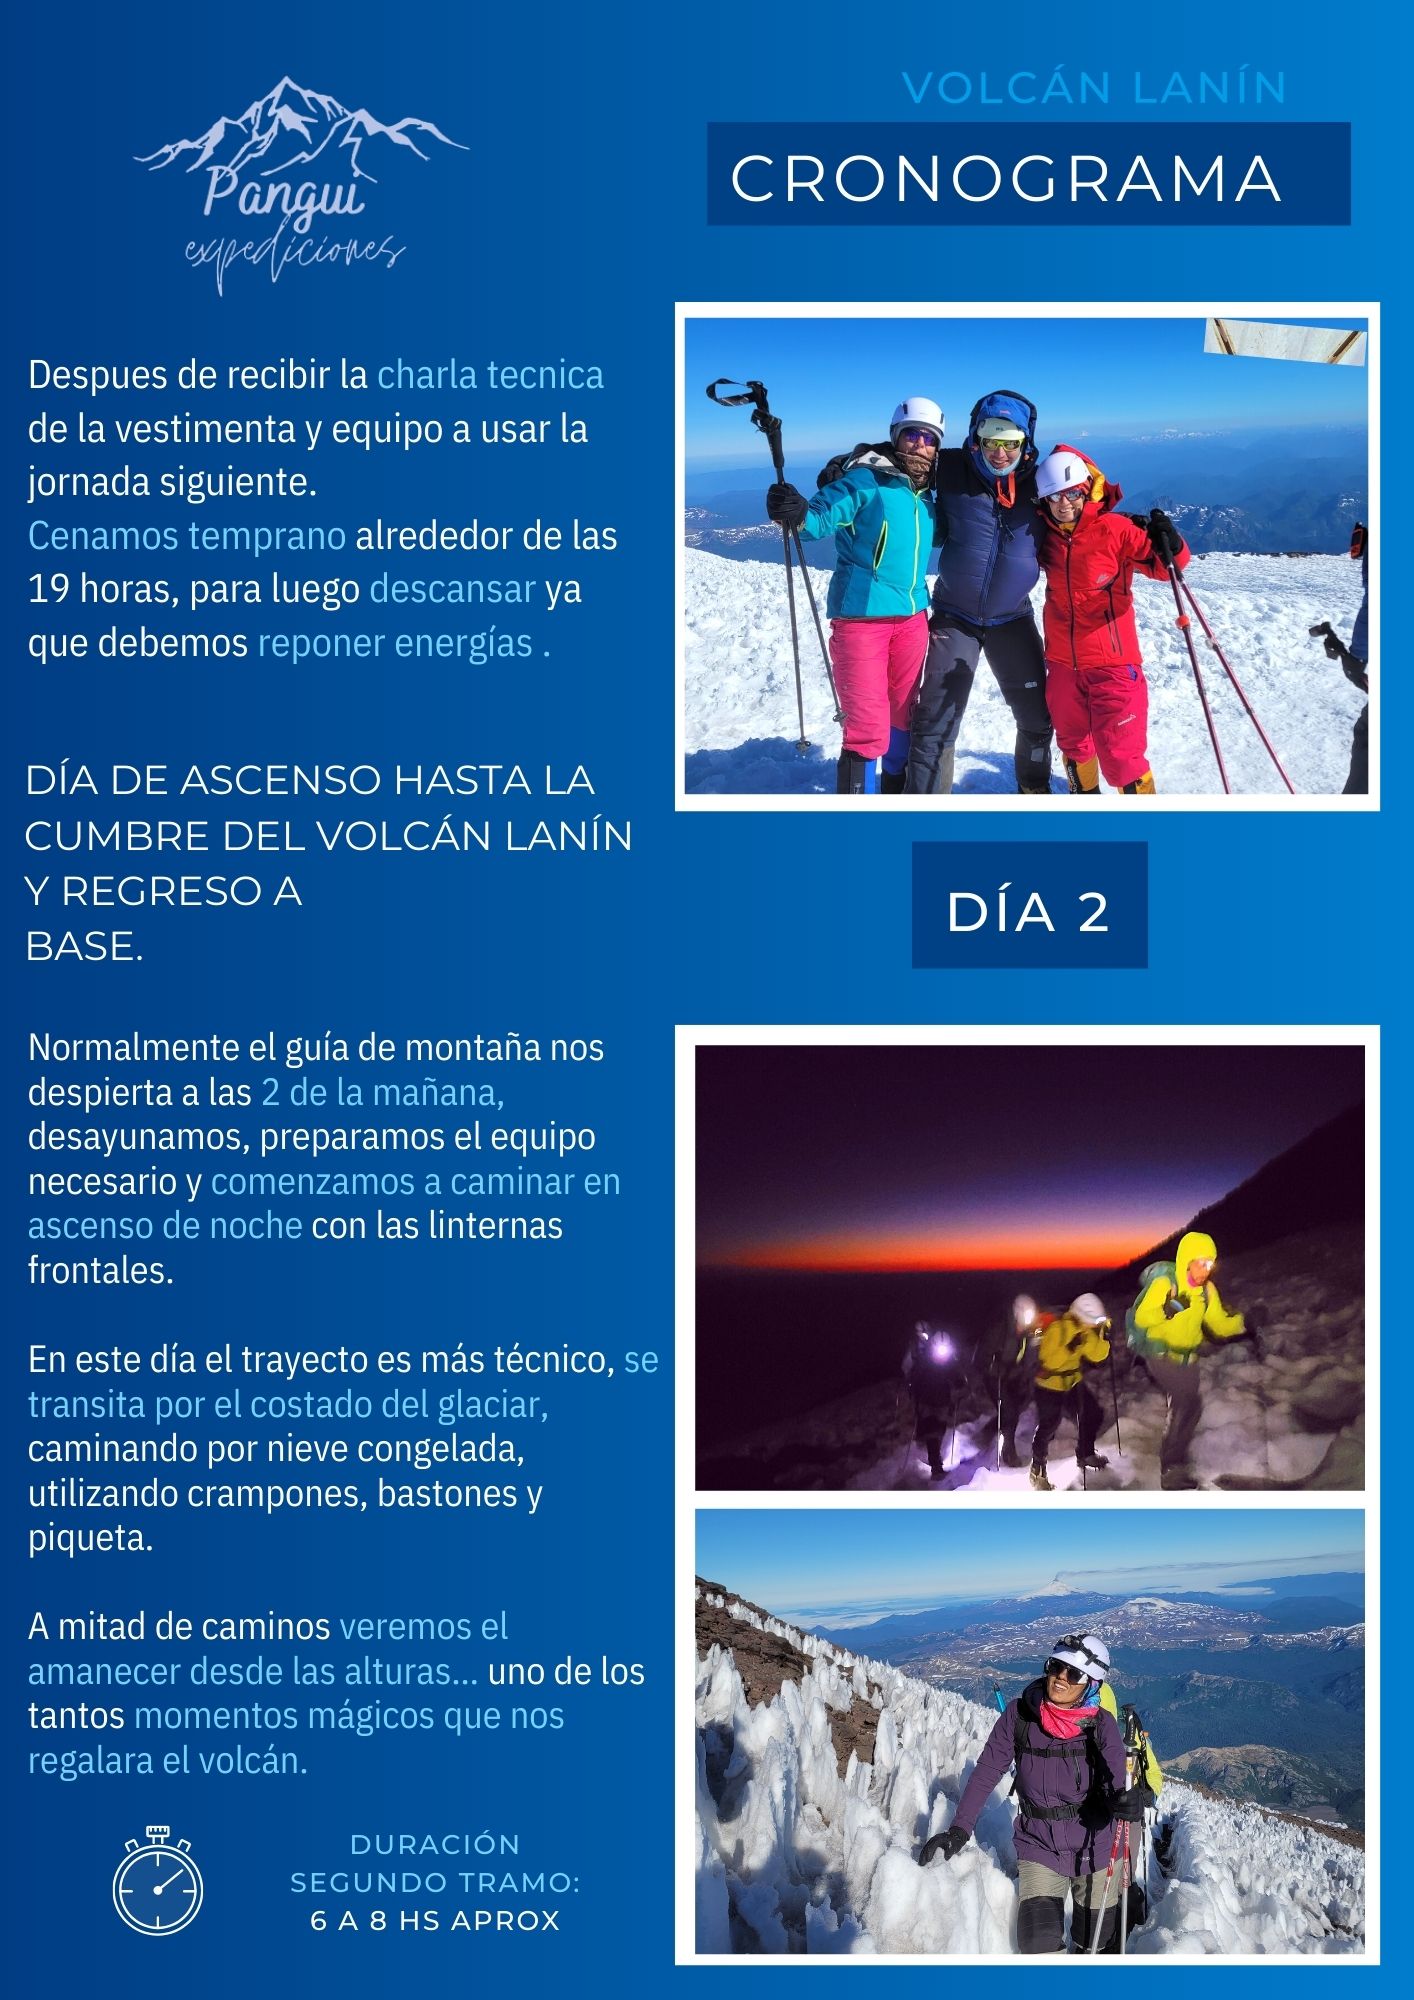 Pangui
expediciones
VOLCÁN LANÍN
CRONOGRAMA
Despues de recibir la charla tecnica
de la vestimenta y equipo a usar la
jornada siguiente.
Cenamos temprano alrededor de las
19 horas, para luego descansar ya
que debemos reponer energías .
DÍA DE ASCENSO HASTA LA
CUMBRE DEL VOLCÁN LANÍN
Y REGRESO A
BASE.
DÍA 2
Normalmente el guía de montaña nos
despierta a las 2 de la mañana,
desayunamos, preparamos el equipo
necesario y comenzamos a caminar en
ascenso de noche con las linternas
frontales.
En este día el trayecto es más técnico, se
transita por el costado del glaciar,
caminando por nieve congelada,
utilizando crampones, bastones y
piqueta.
A mitad de caminos veremos el
amanecer desde las alturas... uno de los
tantos momentos mágicos que nos
regalara el volcán.
DURACIÓN
SEGUNDO TRAMO:
6 A 8 HS APROX